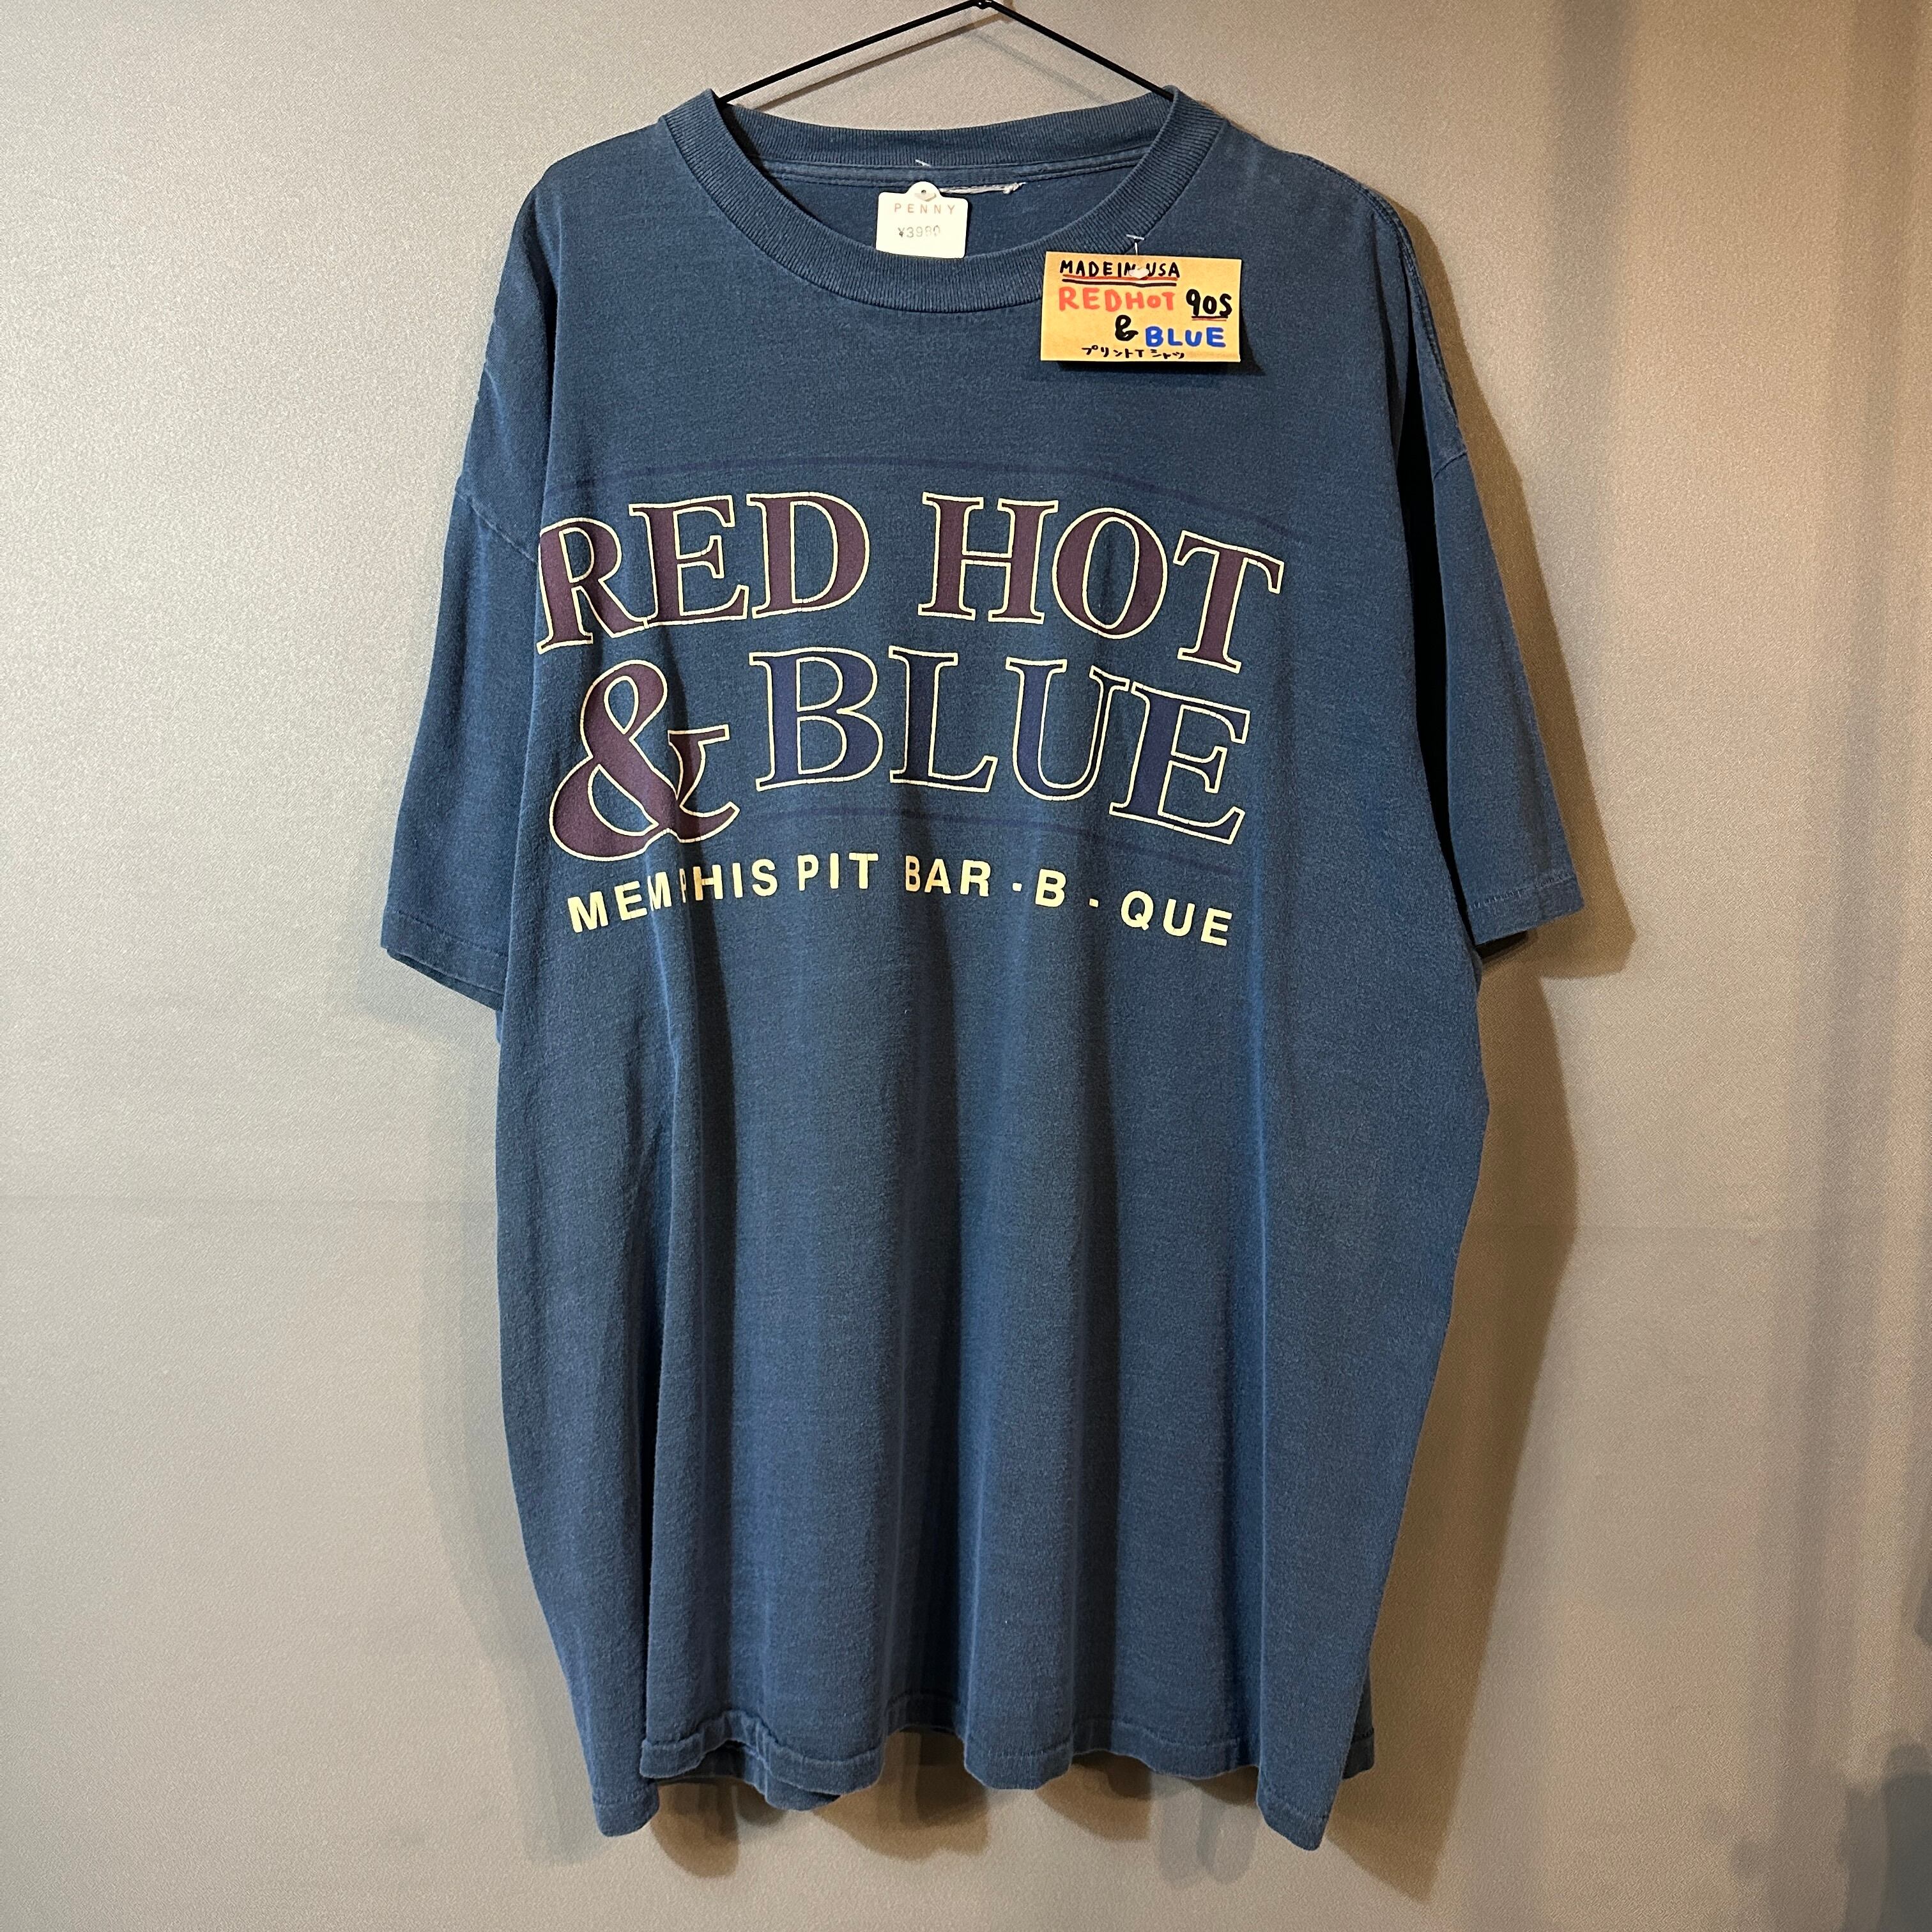 PENNY
¥3990
MADE IN USA
REDHOT 90s
& BLUE
プリントTシャツ
RED HOT
& BLUE
MEMPHIS PIT BAR-B-QUE